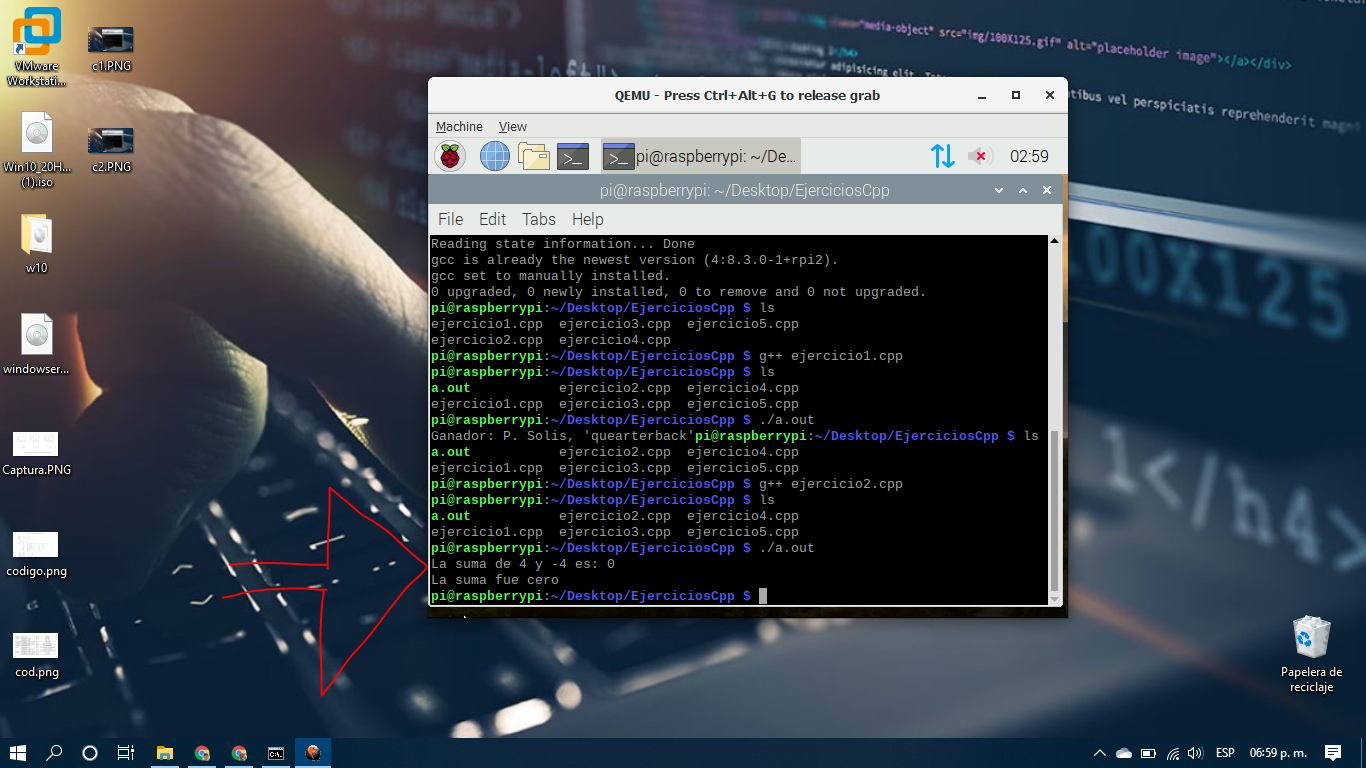 VMware
Workstati...
c1.PNG
Win10_20H...
(1).iso
c2.PNG
w10
windowser...
Captura.PNG
codigo.png
cod.png
media-object" src="img/100X125.gif" alt="placeholder image"></a></div>
adipisicing elit.
tibus vel perspiciatis reprehenderit magni
100X125
1</h4>
QEMU - Press Ctrl+Alt+G to release grab
Machine View
pi@raspberrypi: ~/De...
02:59
pi@raspberrypi: ~/Desktop/EjerciciosCpp
File Edit Tabs Help
Reading state information... Done
gcc is already the newest version (4:8.3.0-1+rpi2).
gcc set to manually installed.
0 upgraded, 0 newly installed, 0 to remove and 0 not upgraded.
pi@raspberrypi:~/Desktop/EjerciciosCpp $ ls
ejercicio1.cpp ejercicio3.cpp ejercicio5.cpp
ejercicio2.cpp ejercicio4.cpp
pi@raspberrypi:~/Desktop/EjerciciosCpp $ g++ ejercicio1.cpp
pi@raspberrypi:~/Desktop/EjerciciosCpp $ ls
a.out ejercicio2.cpp ejercicio4.cpp
ejercicio1.cpp ejercicio3.cpp ejercicio5.cpp
pi@raspberrypi:~/Desktop/EjerciciosCpp $ ./a.out
Ganador: P. Solis, 'quearterback'pi@raspberrypi:~/Desktop/EjerciciosCpp $ ls
a.out ejercicio2.cpp ejercicio4.cpp
ejercicio1.cpp ejercicio3.cpp ejercicio5.cpp
pi@raspberrypi:~/Desktop/EjerciciosCpp $ g++ ejercicio2.cpp
pi@raspberrypi:~/Desktop/EjerciciosCpp $ ls
a.out ejercicio2.cpp ejercicio4.cpp
ejercicio1.cpp ejercicio3.cpp ejercicio5.cpp
pi@raspberrypi:~/Desktop/EjerciciosCpp $ ./a.out
La suma de 4 y -4 es: 0
La suma fue cero
pi@raspberrypi:~/Desktop/EjerciciosCpp $
Papelera de
reciclaje
ESP 06:59 p. m.